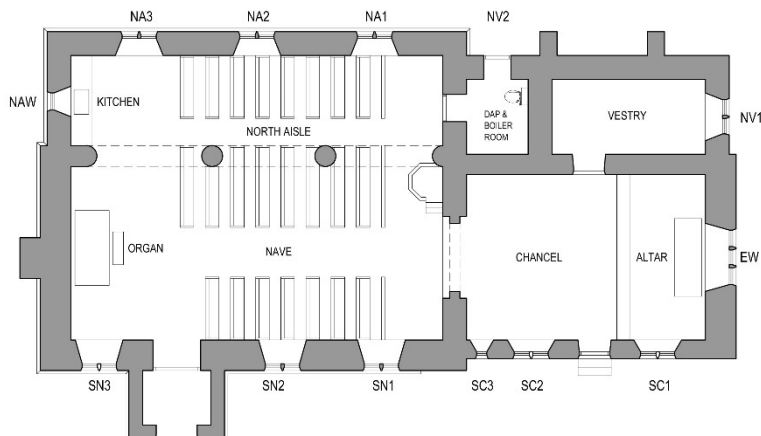 NA3
NA2
NA1
NV2
NAW
KITCHEN
NORTH AISLE
DAP &
BOILER
ROOM
VESTRY
NV1
ORGAN
NAVE
CHANCEL
ALTAR
EW
SN3
SN2
SN1
SC3
SC2
SC1